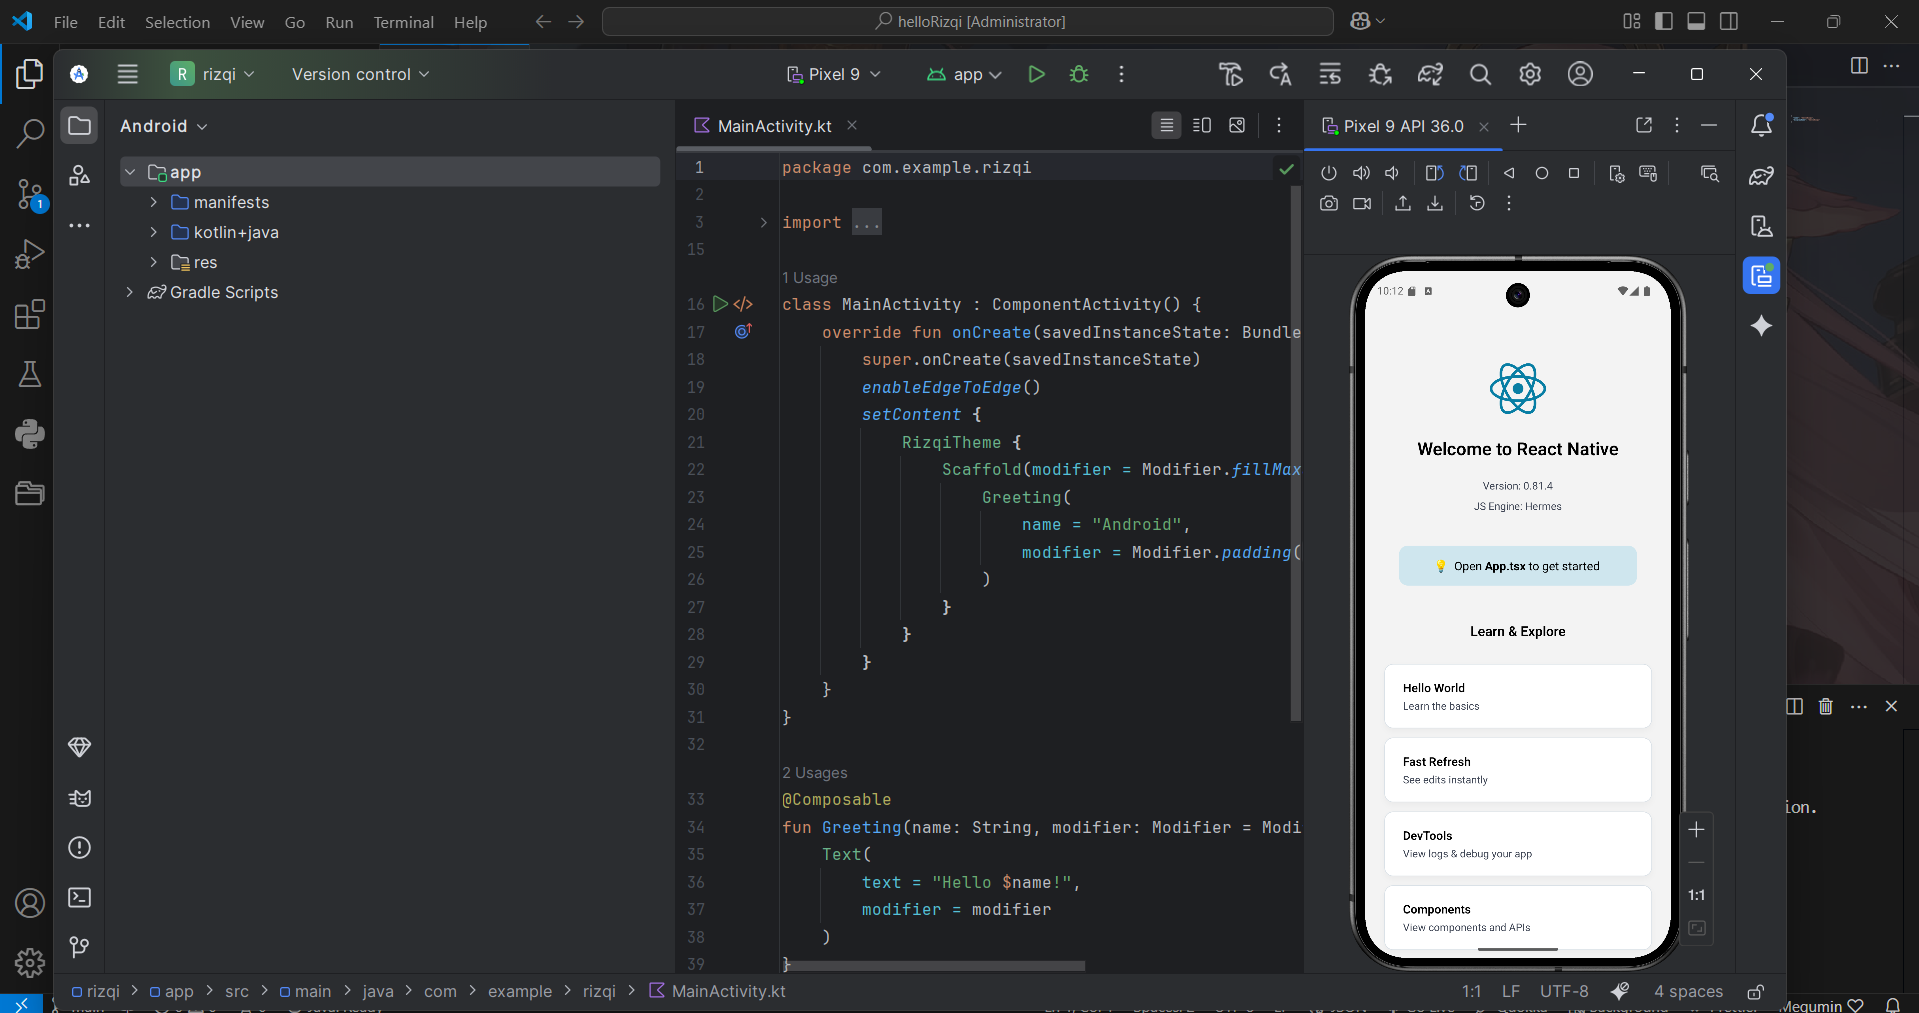 File Edit Selection View Go Run Terminal Help
helloRizqi [Administrator]
R rizqi Version control
Pixel 9 app
Android
app
manifests
kotlin+java
res
Gradle Scripts
MainActivity.kt
1 package com.example.rizqi
2
3 import ...
15
1 Usage
16 class MainActivity : ComponentActivity() {
17 override fun onCreate(savedInstanceState: Bundle
18 super.onCreate(savedInstanceState)
19 enableEdgeToEdge()
20 setContent {
21 RizqiTheme {
22 Scaffold(modifier = Modifier.fillMax
23 Greeting(
24 name = "Android",
25 modifier = Modifier.padding(
26 )
27 }
28 }
29 }
30 }
31 }
32
2 Usages
33 @Composable
34 fun Greeting(name: String, modifier: Modifier = Modi
35 Text(
36 text = "Hello $name!",
37 modifier = modifier
38 )
39 }
Pixel 9 API 36.0
10:12
Welcome to React Native
Version: 0.81.4
JS Engine: Hermes
Open App.tsx to get started
Learn & Explore
Hello World
Learn the basics
Fast Refresh
See edits instantly
DevTools
View logs & debug your app
Components
View components and APIs
1:1
ion.
1
rizqi > app > src > main > java > com > example > rizqi > MainActivity.kt
1:1 LF UTF-8 4 spaces
Megumin